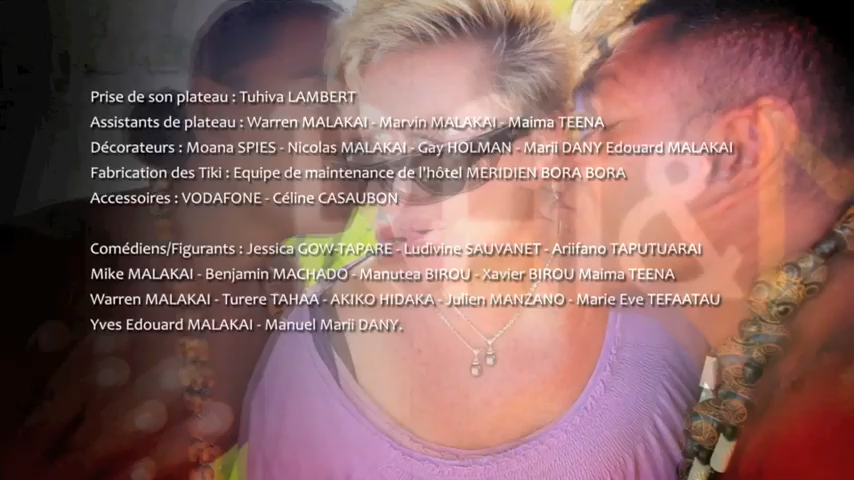 Prise de son plateau : Tuhiva LAMBERT
Assistants de plateau : Warren MALAKAI - Marvin MALAKAI - Maima TEENA
Décorateurs : Moana SPIES - Nicolas MALAKAI - Gay HOLMAN - Marii DANY Edouard MALAKAI
Fabrication des Tiki : Equipe de maintenance de l'hôtel MERIDIEN BORA BORA
Accessoires : VODAFONE - Céline CASAUBON
Comédiens/Figurants : Jessica GOW-TAPARE - Ludivine SAUVANET - Ariifano TAPUTUARAI
Mike MALAKAI - Benjamin MACHADO - Manutea BIROU - Xavier BIROU Maima TEENA
Warren MALAKAI - Turere TAHAA - AKIKO HIDAKA - Julien MANZANO - Marie Eve TEFAATAU
Yves Edouard MALAKAI - Manuel Marii DANY.